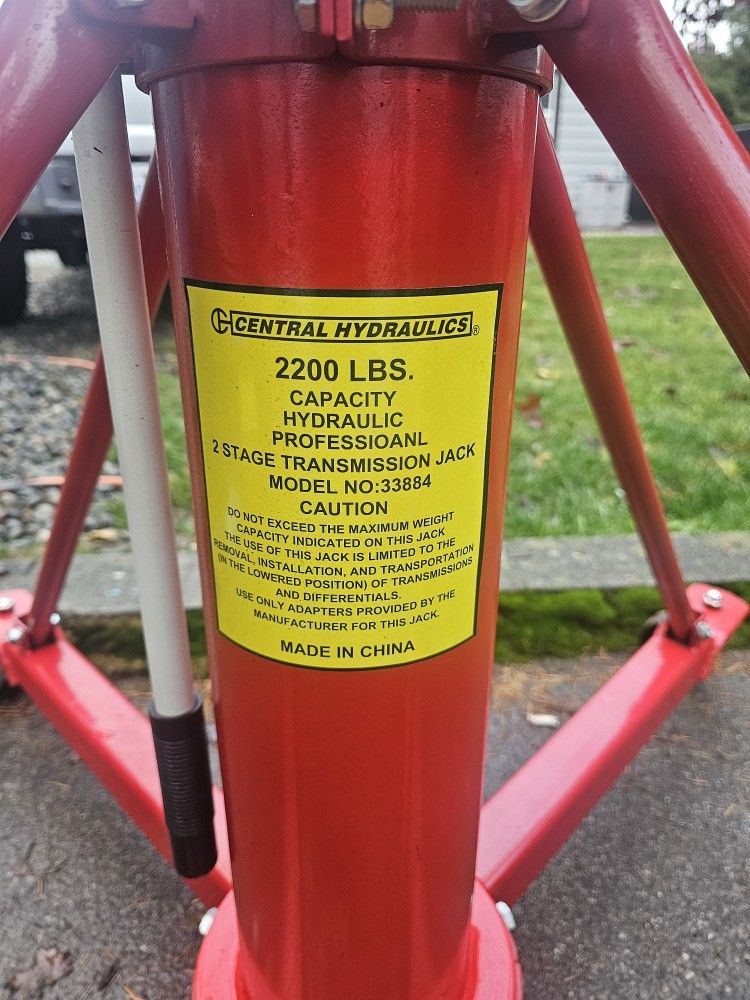 CENTRAL HYDRAULICS®
2200 LBS.
CAPACITY
HYDRAULIC
PROFESSIOANL
2 STAGE TRANSMISSION JACK
MODEL NO:33884
CAUTION
DO NOT EXCEED THE MAXIMUM WEIGHT
CAPACITY INDICATED ON THIS JACK
THE USE OF THIS JACK IS LIMITED TO THE
REMOVAL, INSTALLATION, AND TRANSPORTATION
(IN THE LOWERED POSITION) OF TRANSMISSIONS
AND DIFFERENTIALS.
USE ONLY ADAPTERS PROVIDED BY THE
MANUFACTURER FOR THIS JACK.
MADE IN CHINA